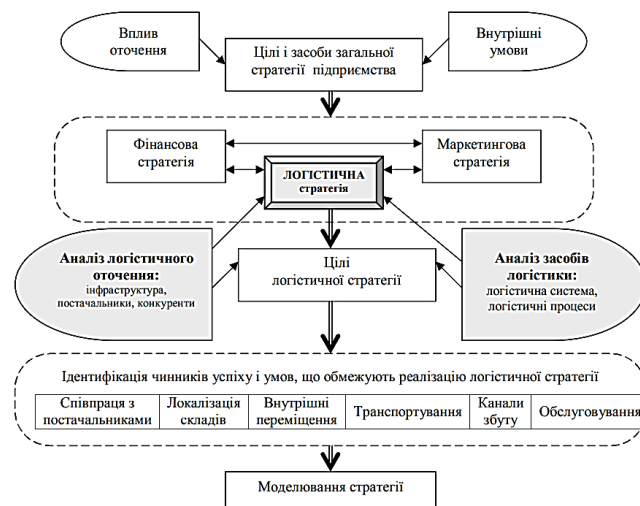 Вплив
оточення
Цілі і засоби загальної
стратегії підприємства
Внутрішні
умови
Фінансова
стратегія
Маркетингова
стратегія
ЛОГІСТИЧНА
стратегія
Аналіз логістичного
оточення:
інфраструктура,
постачальники, конкуренти
Цілі
логістичної стратегії
Аналіз засобів
логістики:
логістична система,
логістичні процеси
Ідентифікація чинників успіху і умов, що обмежують реалізацію логістичної стратегії
Співпраця з
постачальниками
Локалізація
складів
Внутрішні
переміщення
Транспортування
Канали
збуту
Обслуговування
Моделювання стратегії